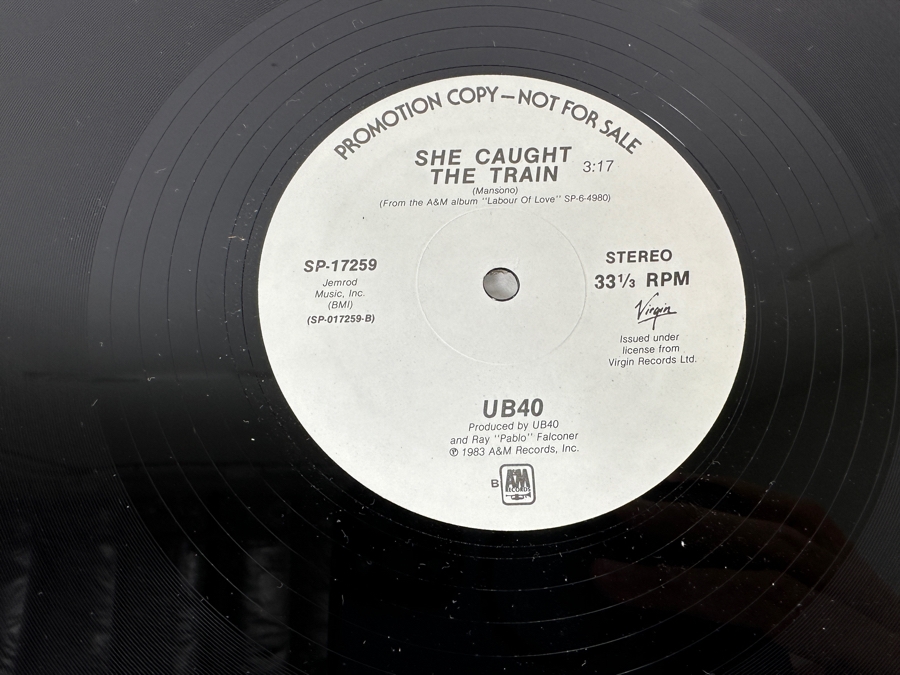 PROMOTION COPY—NOT FOR SALE
SHE CAUGHT
THE TRAIN 3:17
(Mansono)
(From the A&M album "Labour Of Love" SP-6-4980)
SP-17259
Jemrod
Music, Inc.
(BMI)
(SP-017259-B)
STEREO
33⅓ RPM
Virgin
Issued under
license from
Virgin Records Ltd.
UB40
Produced by UB40
and Ray "Pablo" Falconer
℗ 1983 A&M Records, Inc.
B
A&M
RECORDS